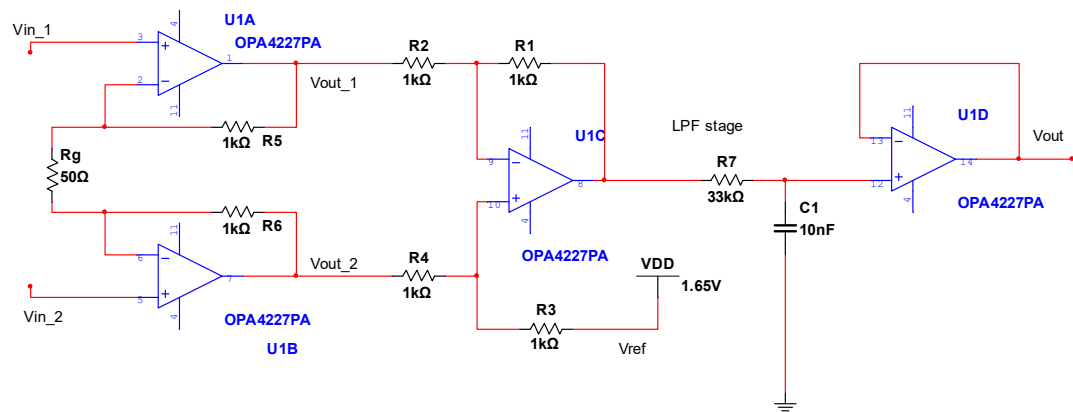 Vin_1
3
2
4
11
1
U1A
OPA4227PA
Vout_1
R2
1kΩ
R1
1kΩ
1kΩ
R5
Rg
50Ω
1kΩ
R6
6
5
11
4
7
Vin_2
OPA4227PA
U1B
Vout_2
R4
1kΩ
9
10
11
4
8
U1C
OPA4227PA
R3
1kΩ
VDD
1.65V
Vref
LPF stage
R7
33kΩ
C1
10nF
13
12
11
4
14
U1D
OPA4227PA
Vout